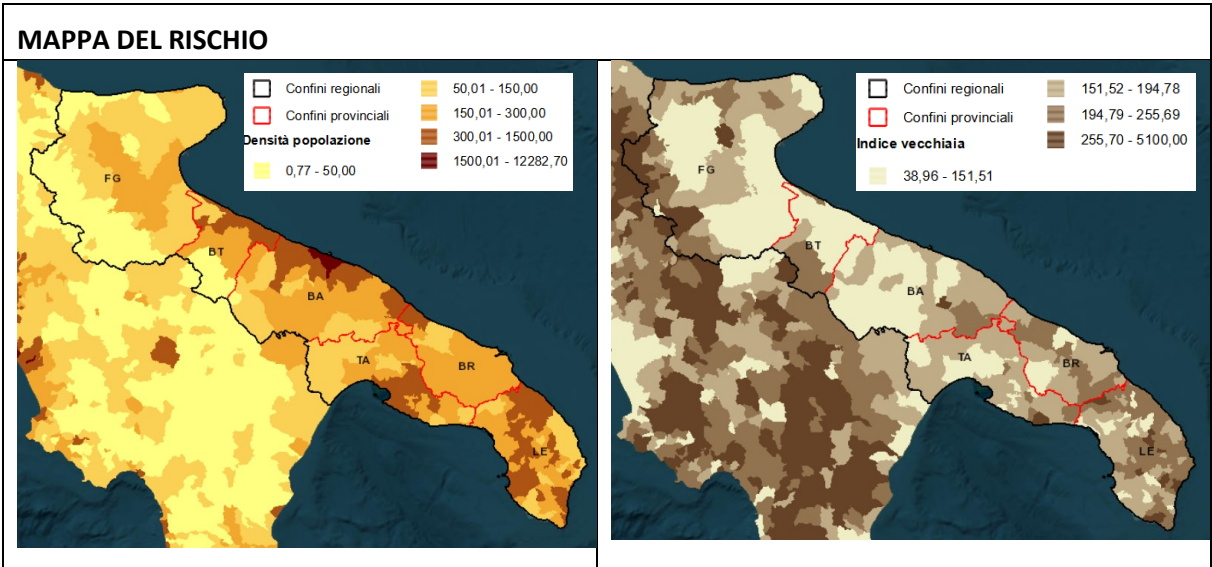 MAPPA DEL RISCHIO
Confini regionali
Confini provinciali
Densità popolazione
0,77 - 50,00
50,01 - 150,00
150,01 - 300,00
300,01 - 1500,00
1500,01 - 12282,70
FG
BT
BA
TA
BR
LE
Confini regionali
Confini provinciali
Indice vecchiaia
38,96 - 151,51
151,52 - 194,78
194,79 - 255,69
255,70 - 5100,00
FG
BT
BA
TA
BR
LE